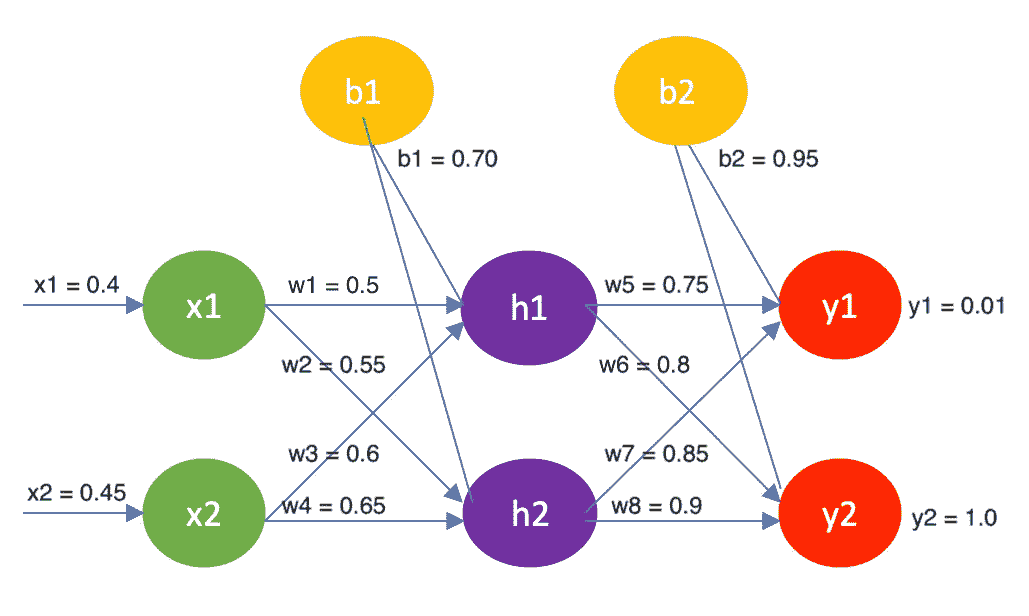 b1
b2
b1 = 0.70
b2 = 0.95
x1 = 0.4
x1
w1 = 0.5
h1
w5 = 0.75
y1
y1 = 0.01
w2 = 0.55
w6 = 0.8
w3 = 0.6
w7 = 0.85
x2 = 0.45
x2
w4 = 0.65
h2
w8 = 0.9
y2
y2 = 1.0